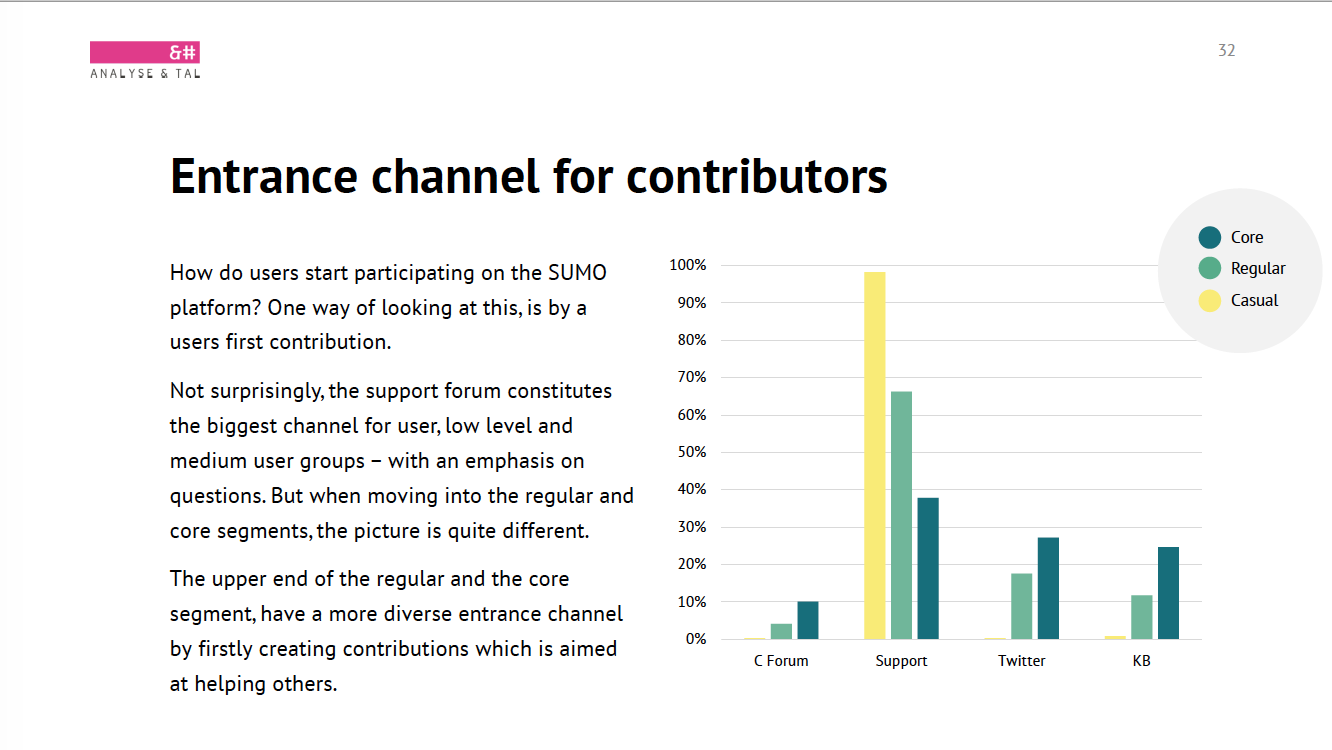 &#
ANALYSE & TAL
32
Entrance channel for contributors
How do users start participating on the SUMO
platform? One way of looking at this, is by a
users first contribution.
Not surprisingly, the support forum constitutes
the biggest channel for user, low level and
medium user groups – with an emphasis on
questions. But when moving into the regular and
core segments, the picture is quite different.
The upper end of the regular and the core
segment, have a more diverse entrance channel
by firstly creating contributions which is aimed
at helping others.
Core
Regular
Casual
100%
90%
80%
70%
60%
50%
40%
30%
20%
10%
0%
C Forum
Support
Twitter
KB